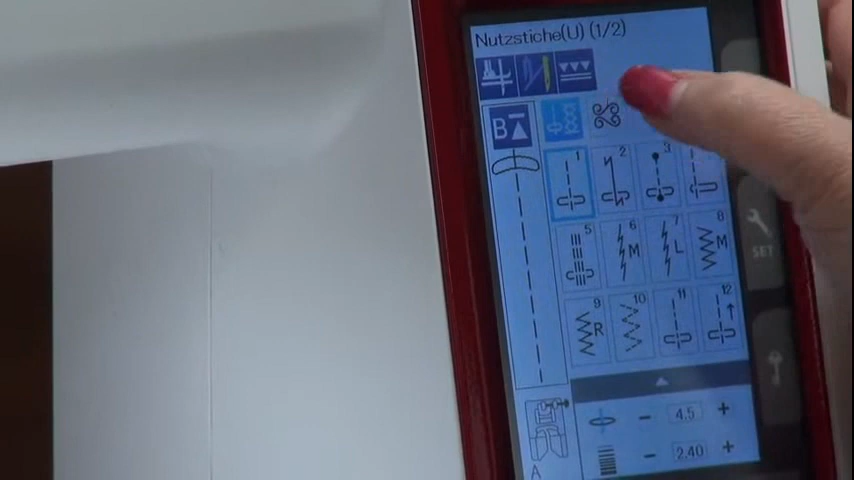 Nutzstiche(U) (1/2)
B
1 2 3
5 6 M 7 L 8 M
9 R 10 11 12
- 4.5 +
- 2.40 +
A
SET